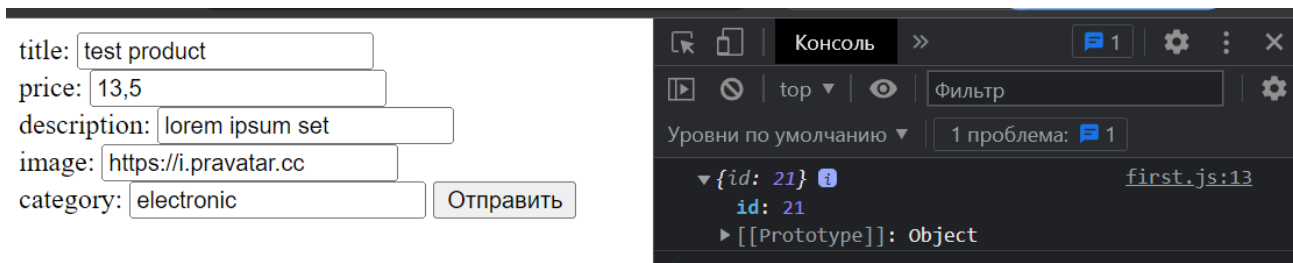 title: test product
price: 13,5
description: lorem ipsum set
image: https://i.pravatar.cc
category: electronic Отправить
Консоль » 1
top ▼ Фильтр
Уровни по умолчанию ▼ 1 проблема: 1
▼{id: 21} i first.js:13
id: 21
▶[[Prototype]]: Object